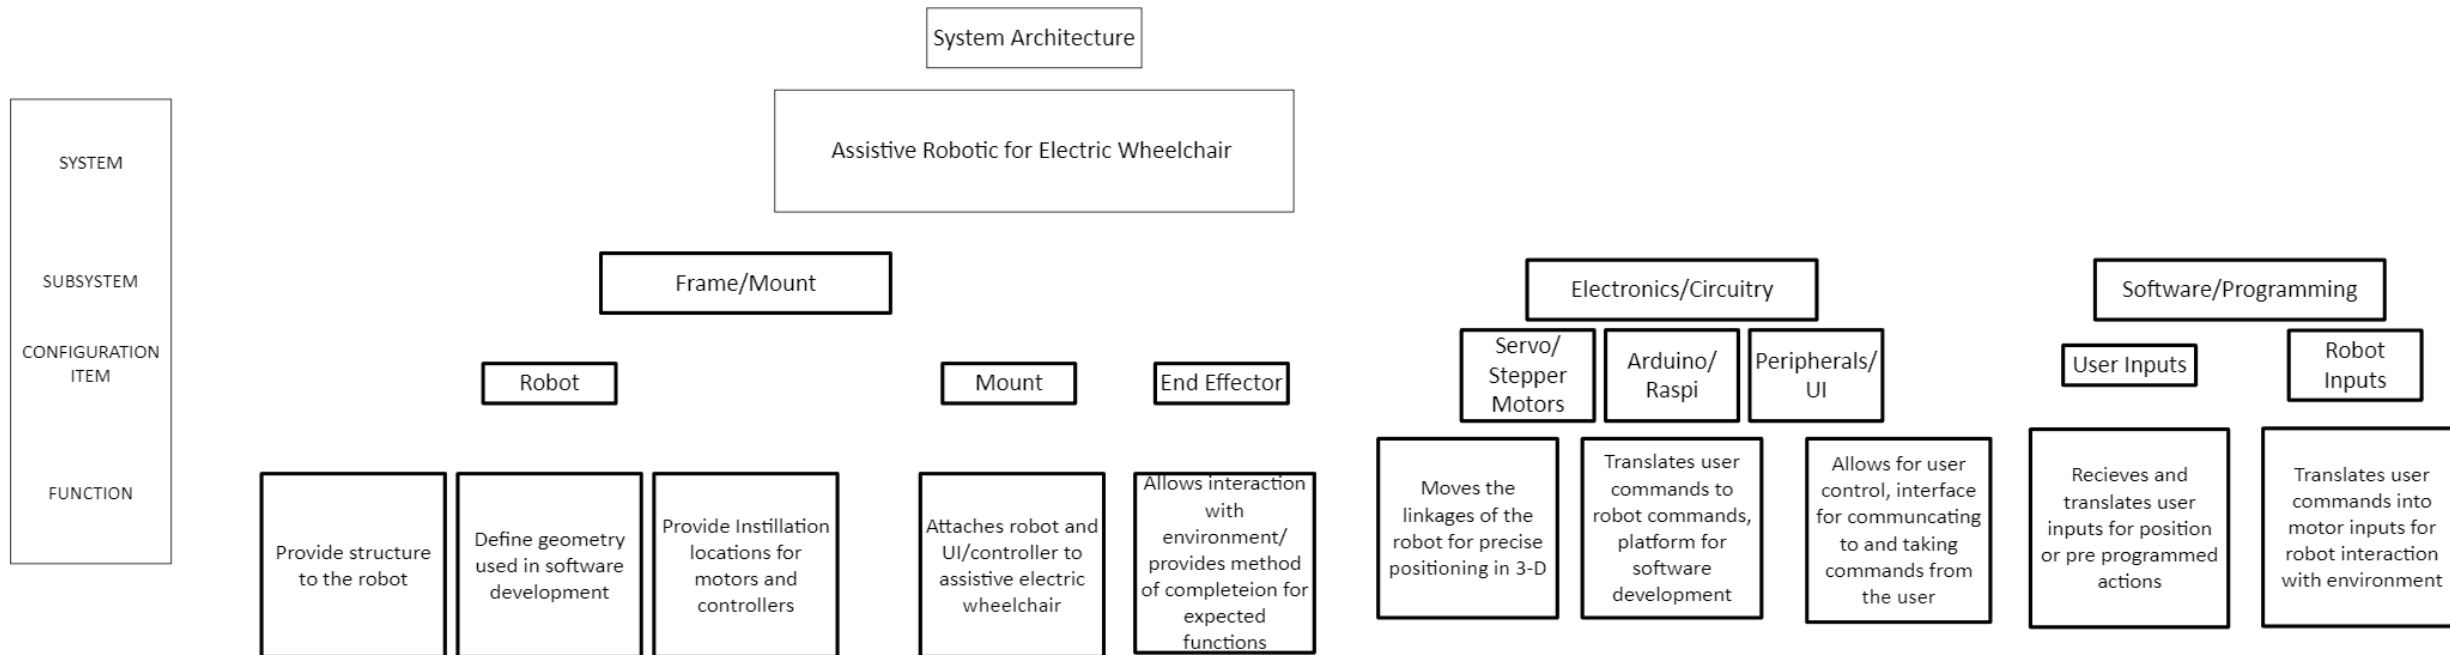 System Architecture
Assistive Robotic for Electric Wheelchair
SYSTEM
SUBSYSTEM
CONFIGURATION
ITEM
FUNCTION
Frame/Mount
Electronics/Circuitry
Software/Programming
Robot
Mount
End Effector
Servo/
Stepper
Motors
Arduino/
Raspi
Peripherals/
UI
User Inputs
Robot
Inputs
Provide structure
to the robot
Define geometry
used in software
development
Provide Instillation
locations for
motors and
controllers
Attaches robot and
UI/controller to
assistive electric
wheelchair
Allows interaction
with
environment/
provides method
of completeion for
expected
functions
Moves the
linkages of the
robot for precise
positioning in 3-D
Translates user
commands to
robot commands,
platform for
software
development
Allows for user
control, interface
for communcating
to and taking
commands from
the user
Recieves and
translates user
inputs for position
or pre programmed
actions
Translates user
commands into
motor inputs for
robot interaction
with environment